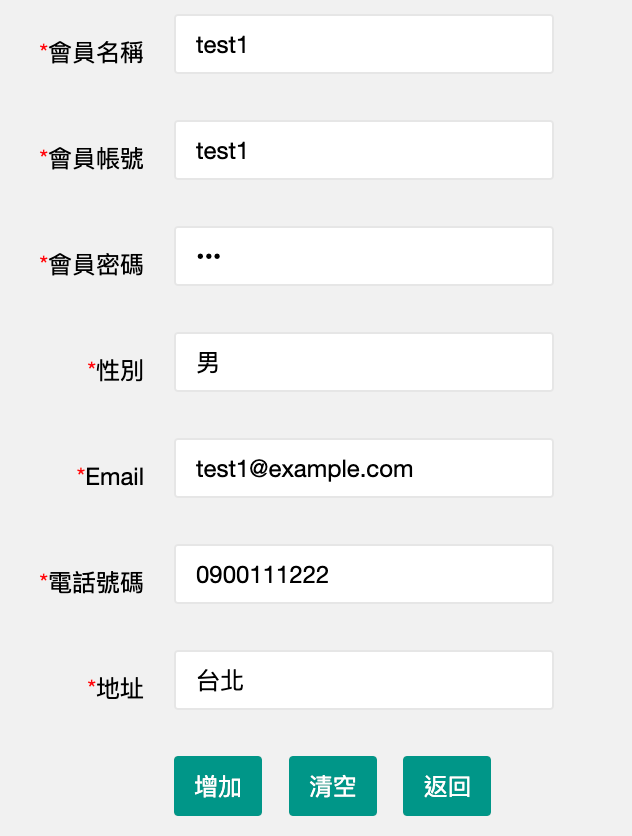 *會員名稱 test1
*會員帳號 test1
*會員密碼 •••
*性別 男
*Email test1@example.com
*電話號碼 0900111222
*地址 台北
增加 清空 返回